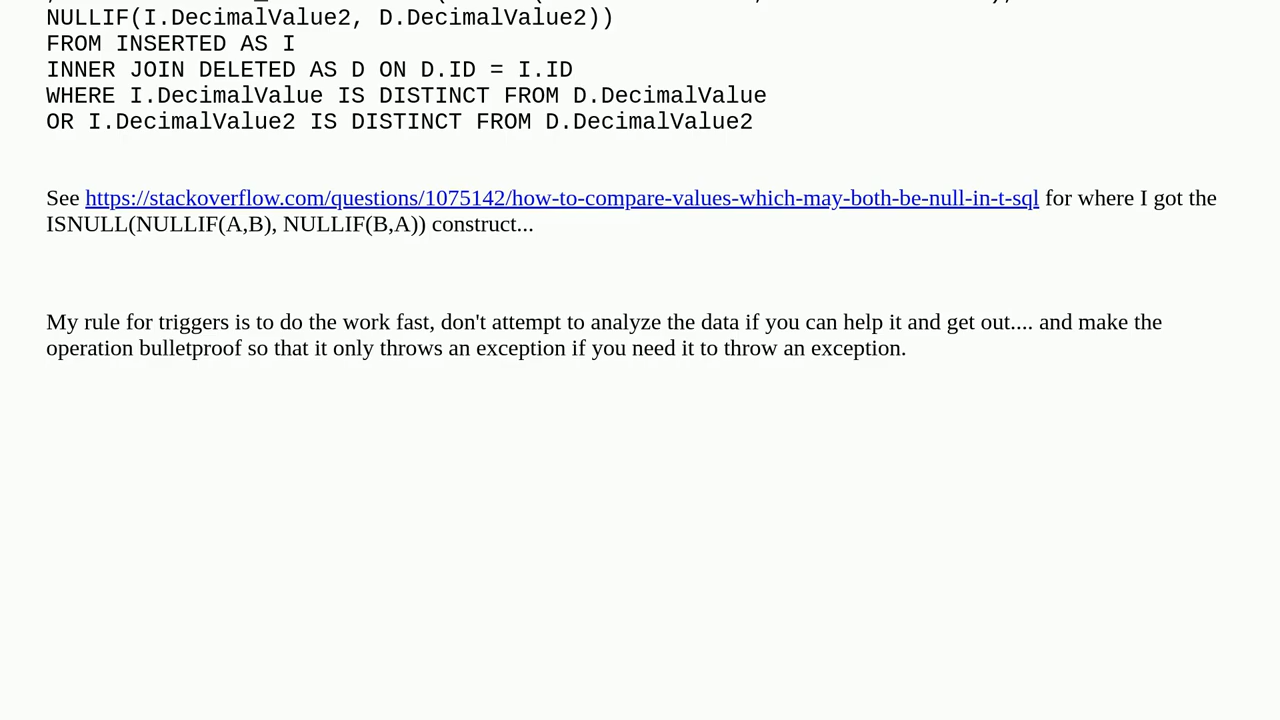 NULLIF(I.DecimalValue2, D.DecimalValue2))
FROM INSERTED AS I
INNER JOIN DELETED AS D ON D.ID = I.ID
WHERE I.DecimalValue IS DISTINCT FROM D.DecimalValue
OR I.DecimalValue2 IS DISTINCT FROM D.DecimalValue2
See https://stackoverflow.com/questions/1075142/how-to-compare-values-which-may-both-be-null-in-t-sql for where I got the
ISNULL(NULLIF(A,B), NULLIF(B,A)) construct...
My rule for triggers is to do the work fast, don't attempt to analyze the data if you can help it and get out.... and make the
operation bulletproof so that it only throws an exception if you need it to throw an exception.